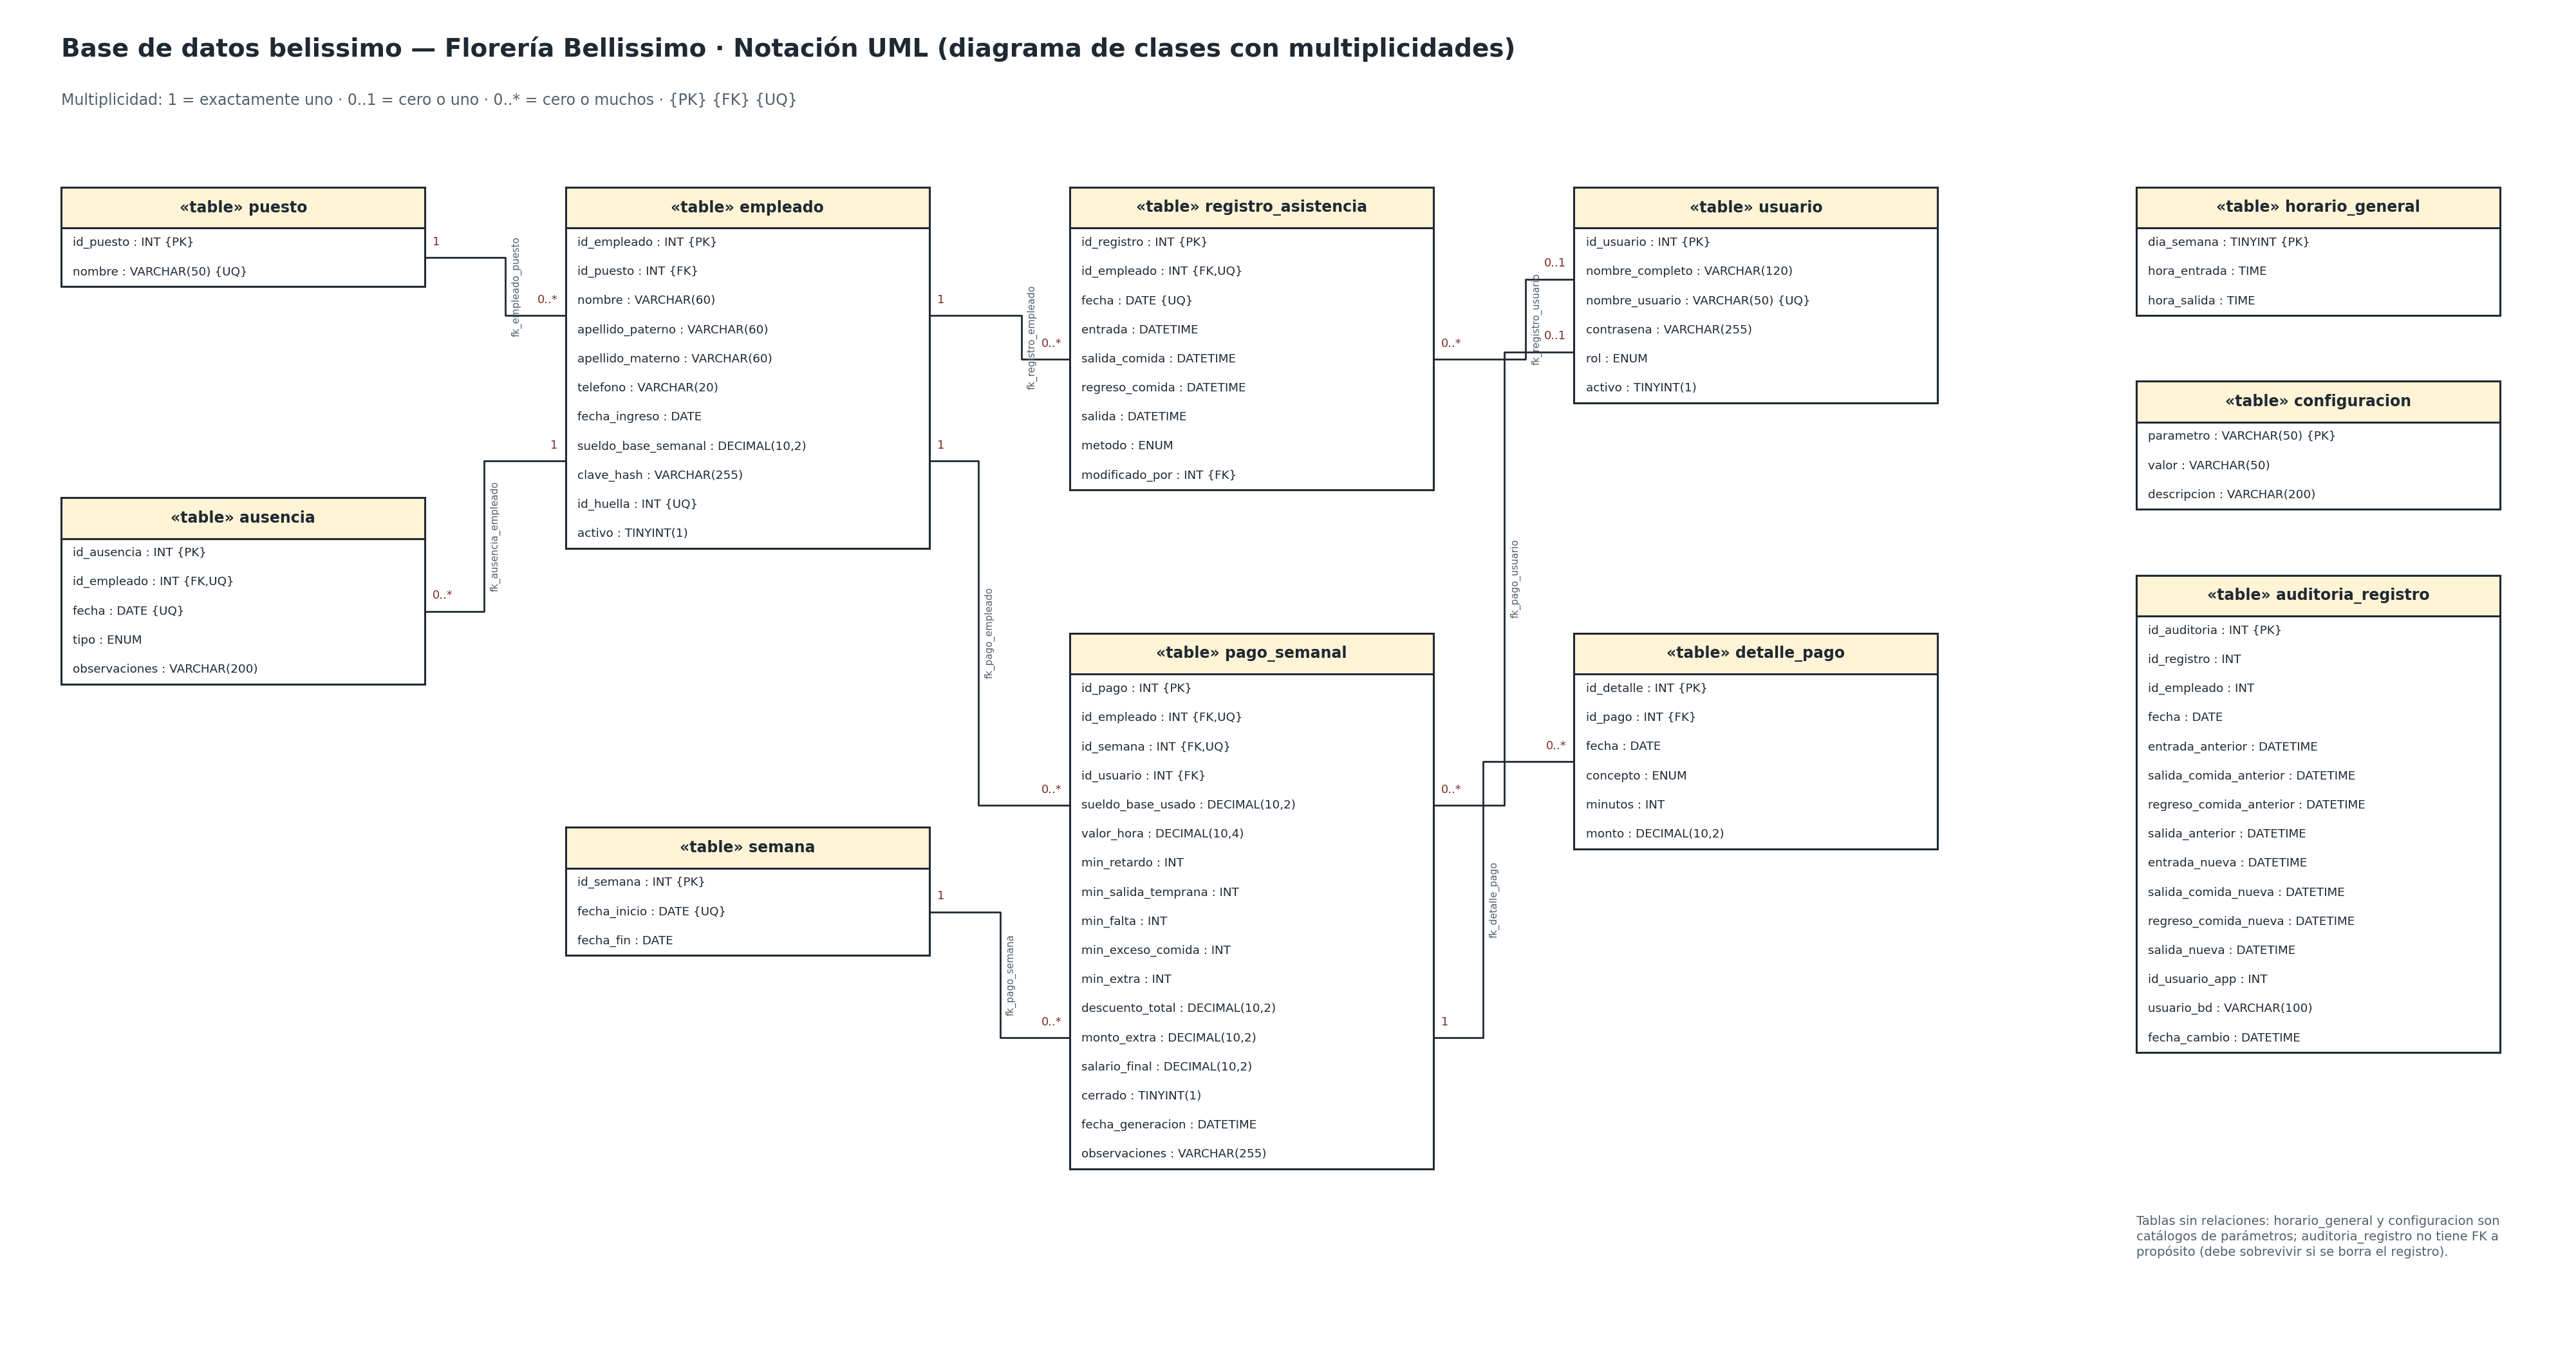 Base de datos belissimo — Florería Bellissimo · Notación UML (diagrama de clases con multiplicidades)
Multiplicidad: 1 = exactamente uno · 0..1 = cero o uno · 0..* = cero o muchos · {PK} {FK} {UQ}
«table» puesto
id_puesto : INT {PK}
nombre : VARCHAR(50) {UQ}
1
fk_empleado_puesto
0..*
«table» ausencia
id_ausencia : INT {PK}
id_empleado : INT {FK,UQ}
fecha : DATE {UQ}
tipo : ENUM
observaciones : VARCHAR(200)
0..*
fk_ausencia_empleado
1
«table» empleado
id_empleado : INT {PK}
id_puesto : INT {FK}
nombre : VARCHAR(60)
apellido_paterno : VARCHAR(60)
apellido_materno : VARCHAR(60)
telefono : VARCHAR(20)
fecha_ingreso : DATE
sueldo_base_semanal : DECIMAL(10,2)
clave_hash : VARCHAR(255)
id_huella : INT {UQ}
activo : TINYINT(1)
1
fk_registro_empleado
0..*
1
fk_pago_empleado
0..*
«table» semana
id_semana : INT {PK}
fecha_inicio : DATE {UQ}
fecha_fin : DATE
1
fk_pago_semana
0..*
«table» registro_asistencia
id_registro : INT {PK}
id_empleado : INT {FK,UQ}
fecha : DATE {UQ}
entrada : DATETIME
salida_comida : DATETIME
regreso_comida : DATETIME
salida : DATETIME
metodo : ENUM
modificado_por : INT {FK}
0..*
fk_registro_usuario
0..1
«table» pago_semanal
id_pago : INT {PK}
id_empleado : INT {FK,UQ}
id_semana : INT {FK,UQ}
id_usuario : INT {FK}
sueldo_base_usado : DECIMAL(10,2)
valor_hora : DECIMAL(10,4)
min_retardo : INT
min_salida_temprana : INT
min_falta : INT
min_exceso_comida : INT
min_extra : INT
descuento_total : DECIMAL(10,2)
monto_extra : DECIMAL(10,2)
salario_final : DECIMAL(10,2)
cerrado : TINYINT(1)
fecha_generacion : DATETIME
observaciones : VARCHAR(255)
0..*
fk_pago_usuario
0..1
1
fk_detalle_pago
0..*
«table» usuario
id_usuario : INT {PK}
nombre_completo : VARCHAR(120)
nombre_usuario : VARCHAR(50) {UQ}
contrasena : VARCHAR(255)
rol : ENUM
activo : TINYINT(1)
«table» detalle_pago
id_detalle : INT {PK}
id_pago : INT {FK}
fecha : DATE
concepto : ENUM
minutos : INT
monto : DECIMAL(10,2)
«table» horario_general
dia_semana : TINYINT {PK}
hora_entrada : TIME
hora_salida : TIME
«table» configuracion
parametro : VARCHAR(50) {PK}
valor : VARCHAR(50)
descripcion : VARCHAR(200)
«table» auditoria_registro
id_auditoria : INT {PK}
id_registro : INT
id_empleado : INT
fecha : DATE
entrada_anterior : DATETIME
salida_comida_anterior : DATETIME
regreso_comida_anterior : DATETIME
salida_anterior : DATETIME
entrada_nueva : DATETIME
salida_comida_nueva : DATETIME
regreso_comida_nueva : DATETIME
salida_nueva : DATETIME
id_usuario_app : INT
usuario_bd : VARCHAR(100)
fecha_cambio : DATETIME
Tablas sin relaciones: horario_general y configuracion son
catálogos de parámetros; auditoria_registro no tiene FK a
propósito (debe sobrevivir si se borra el registro).